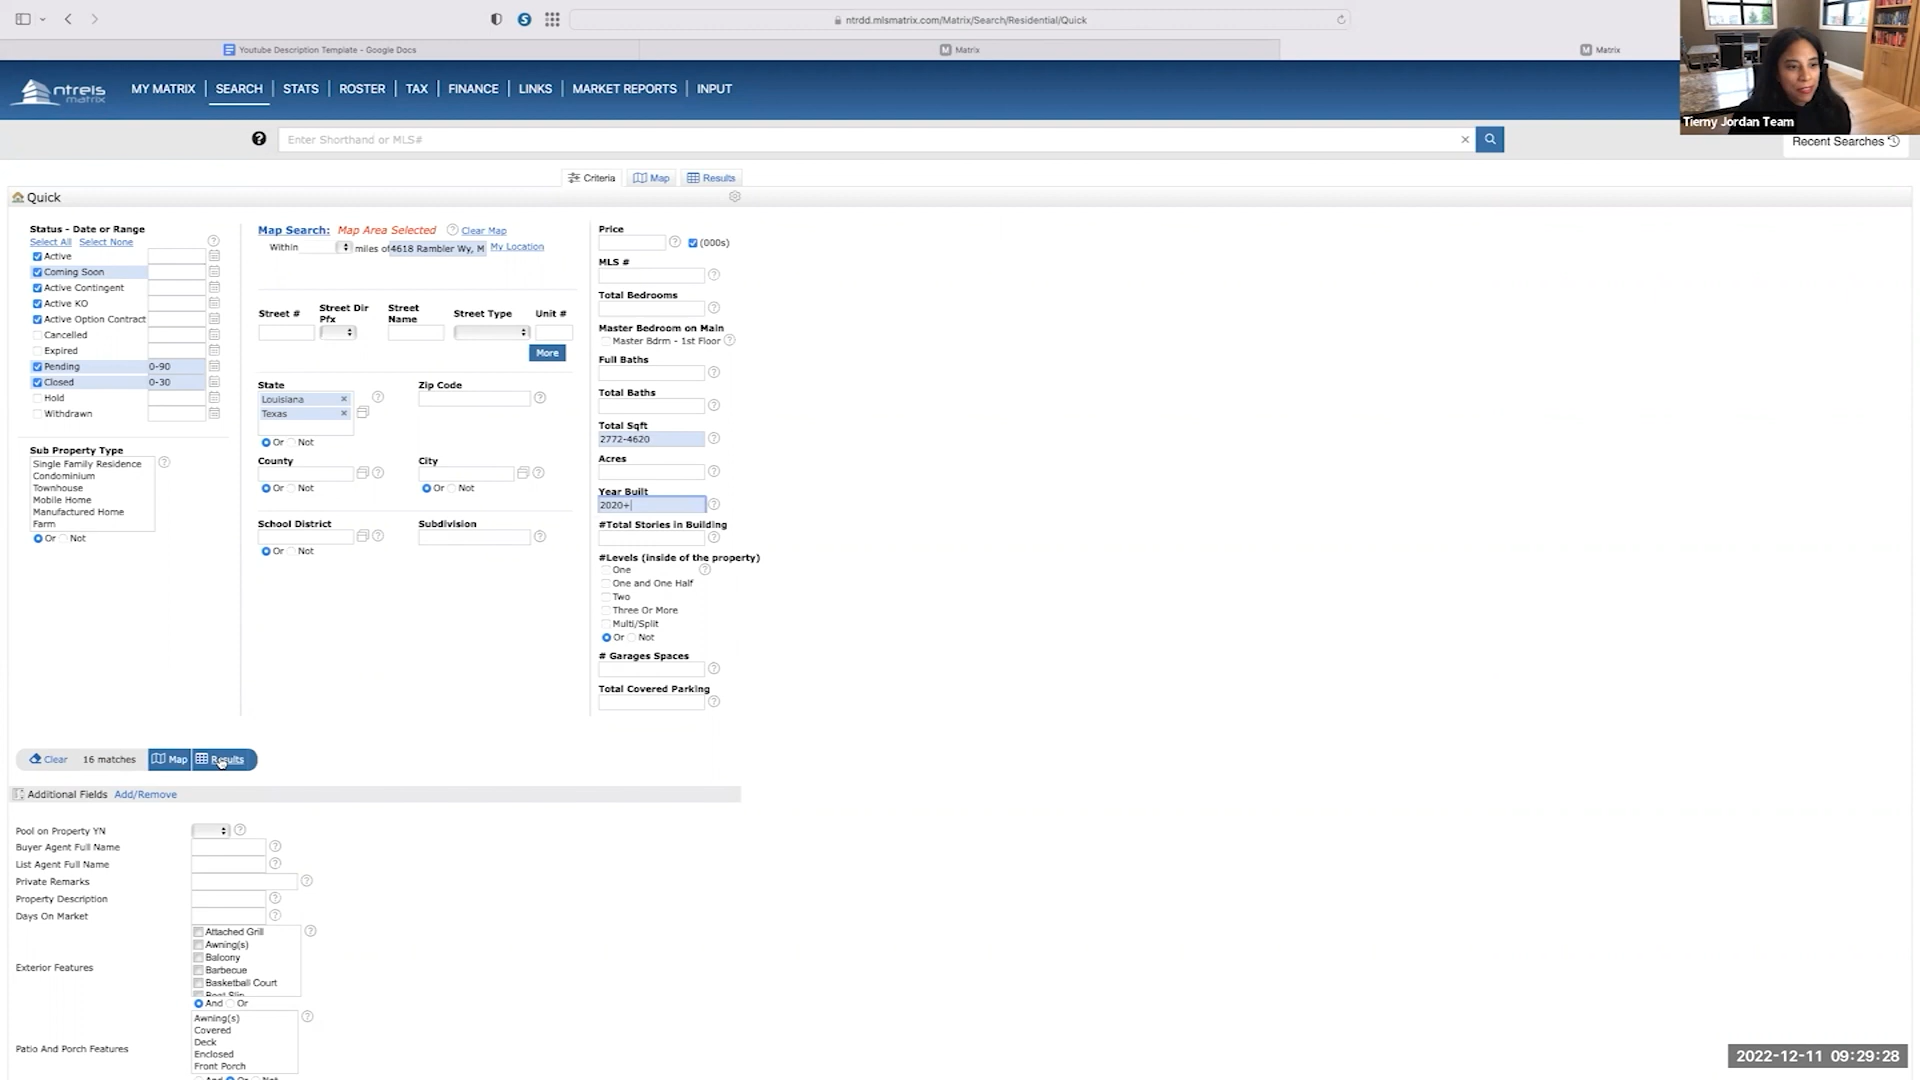 ntrdd.mlsmatrix.com/Matrix/Search/Residential/Quick
Youtube Description Template - Google Docs
Matrix
Matrix
ntreis
matrix
MY MATRIX
SEARCH
STATS
ROSTER
TAX
FINANCE
LINKS
MARKET REPORTS
INPUT
Tierny Jordan Team
Enter Shorthand or MLS#
Recent Searches
Criteria
Map
Results
Quick
Status - Date or Range
Select All Select None
Active
Coming Soon
Active Contingent
Active KO
Active Option Contract
Cancelled
Expired
Pending 0-90
Closed 0-30
Hold
Withdrawn
Sub Property Type
Single Family Residence
Condominium
Townhouse
Mobile Home
Manufactured Home
Farm
Or Not
Map Search: Map Area Selected Clear Map
Within miles of 4618 Rambler Wy, M My Location
Street # Street Dir Pfx Street Name Street Type Unit #
More
State
Louisiana
Texas
Or Not
Zip Code
County
Or Not
City
Or Not
School District
Or Not
Subdivision
Price
(000s)
MLS #
Total Bedrooms
Master Bedroom on Main
Master Bdrm - 1st Floor
Full Baths
Total Baths
Total Sqft
2772-4620
Acres
Year Built
2020+
#Total Stories in Building
#Levels (inside of the property)
One
One and One Half
Two
Three Or More
Multi/Split
Or Not
# Garages Spaces
Total Covered Parking
Clear 16 matches Map Results
Additional Fields Add/Remove
Pool on Property YN
Buyer Agent Full Name
List Agent Full Name
Private Remarks
Property Description
Days On Market
Exterior Features
Attached Grill
Awning(s)
Balcony
Barbecue
Basketball Court
Boat Slip
And Or
Patio And Porch Features
Awning(s)
Covered
Deck
Enclosed
Front Porch
And Or Not
2022-12-11 09:29:28